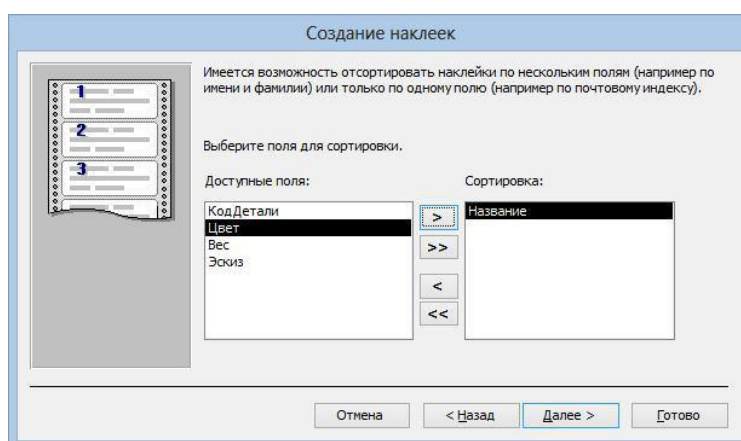 Создание наклеек
Имеется возможность отсортировать наклейки по нескольким полям (например по
имени и фамилии) или только по одному полю (например по почтовому индексу).
1
2
3
Выберите поля для сортировки.
Доступные поля:
Сортировка:
КодДетали
Цвет
Вес
Эскиз
>
>>
<
<<
Название
Отмена
< Назад
Далее >
Готово